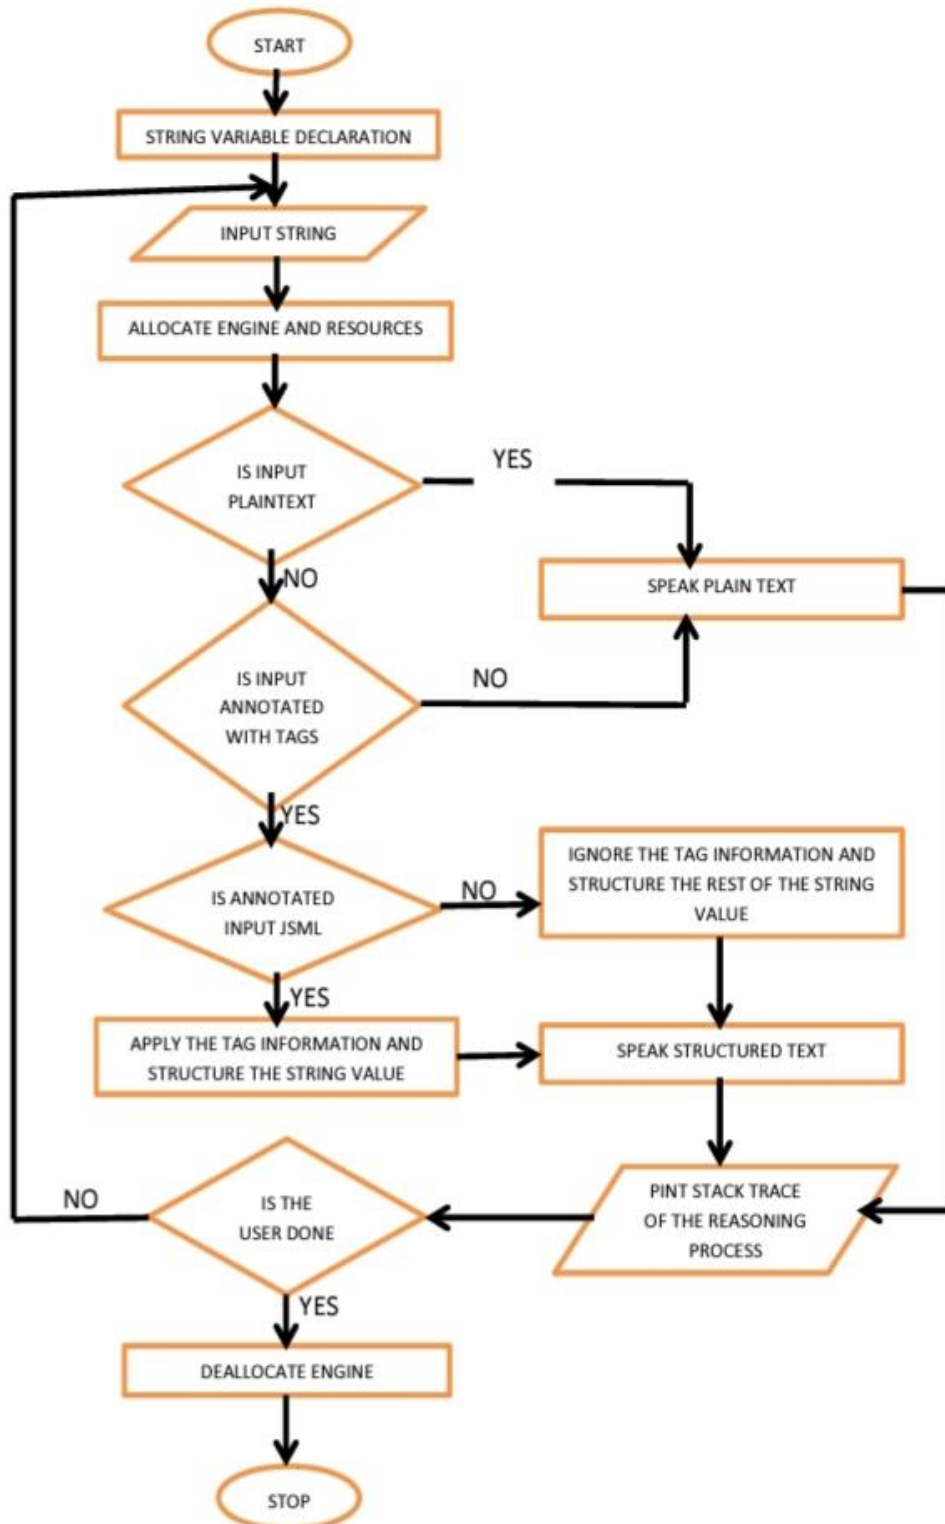 START
STRING VARIABLE DECLARATION
INPUT STRING
ALLOCATE ENGINE AND RESOURCES
IS INPUT
PLAINTEXT
YES
NO
SPEAK PLAIN TEXT
IS INPUT
ANNOTATED
WITH TAGS
NO
YES
IS ANNOTATED
INPUT JSML
NO
IGNORE THE TAG INFORMATION AND
STRUCTURE THE REST OF THE STRING
VALUE
YES
APPLY THE TAG INFORMATION AND
STRUCTURE THE STRING VALUE
SPEAK STRUCTURED TEXT
PINT STACK TRACE
OF THE REASONING
PROCESS
IS THE
USER DONE
NO
YES
DEALLOCATE ENGINE
STOP